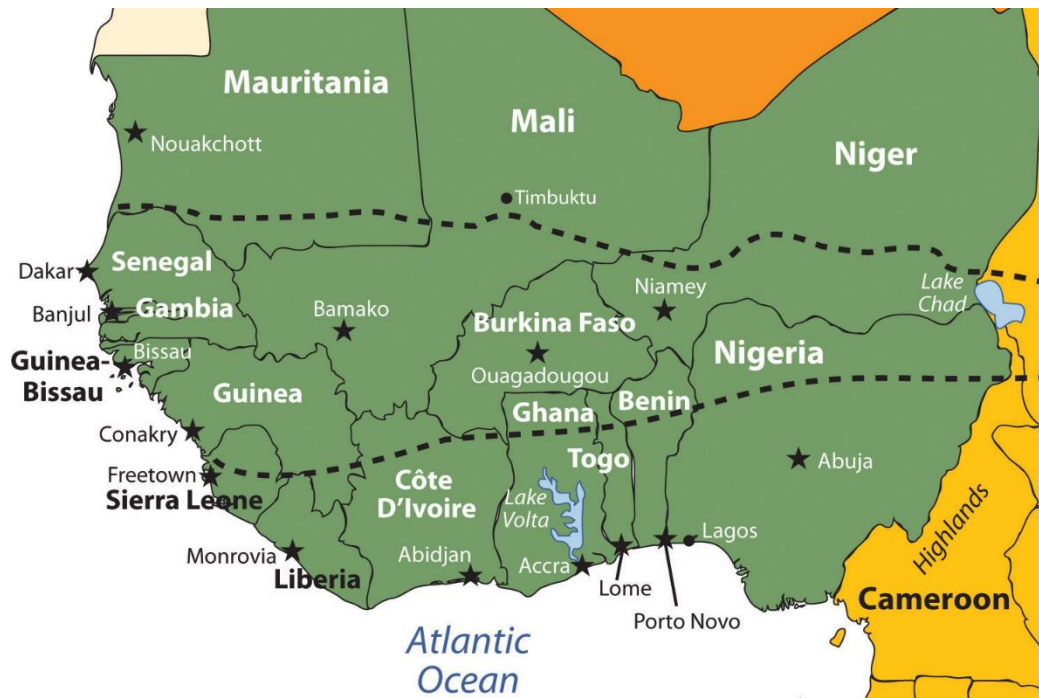 Mauritania
Mali
Niger
Nouakchott
Timbuktu
Senegal
Dakar
Gambia
Banjul
Bamako
Niamey
Lake
Chad
Burkina Faso
Nigeria
Guinea-
Bissau
Bissau
Ouagadougou
Guinea
Ghana
Benin
Conakry
Togo
Abuja
Freetown
Sierra Leone
Côte
D'Ivoire
Lake
Volta
Highlands
Lagos
Monrovia
Liberia
Abidjan
Accra
Lome
Porto Novo
Cameroon
Atlantic
Ocean